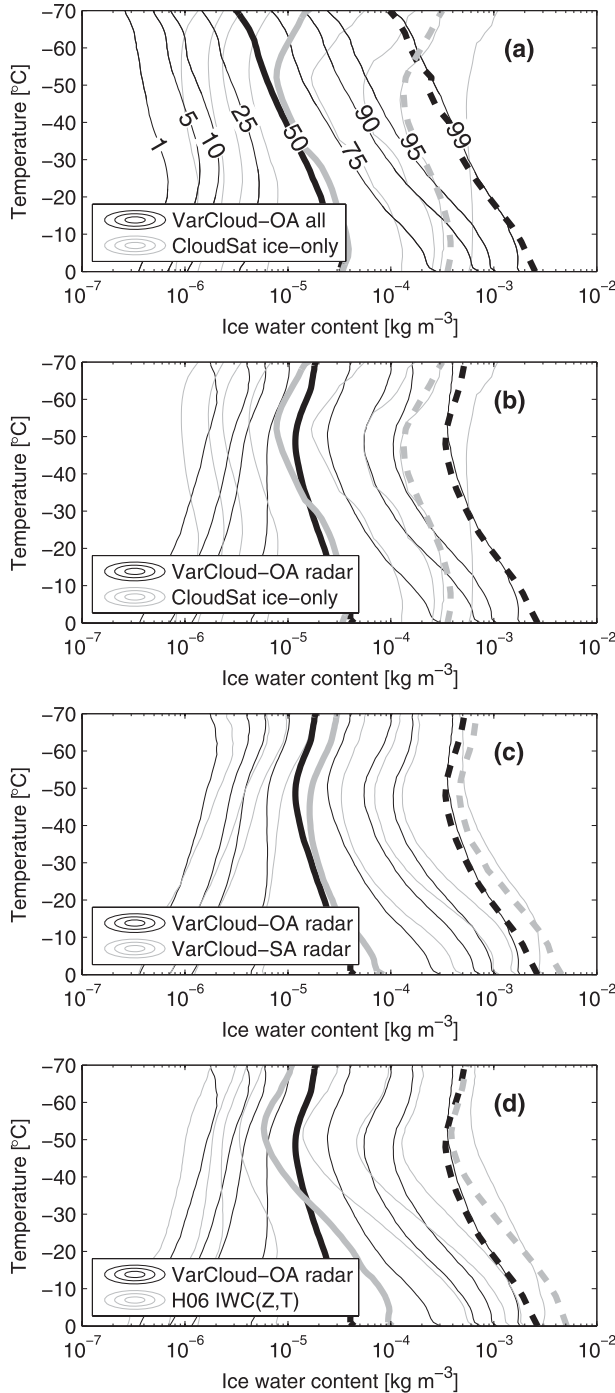 (a)
Temperature [°C]
-70
-60
-50
-40
-30
-20
-10
0
1
5
10
25
50
75
90
95
99
VarCloud-OA all
CloudSat ice-only
10⁻⁷ 10⁻⁶ 10⁻⁵ 10⁻⁴ 10⁻³ 10⁻²
Ice water content [kg m⁻³]
(b)
Temperature [°C]
-70
-60
-50
-40
-30
-20
-10
0
VarCloud-OA radar
CloudSat ice-only
10⁻⁷ 10⁻⁶ 10⁻⁵ 10⁻⁴ 10⁻³ 10⁻²
Ice water content [kg m⁻³]
(c)
Temperature [°C]
-70
-60
-50
-40
-30
-20
-10
0
VarCloud-OA radar
VarCloud-SA radar
10⁻⁷ 10⁻⁶ 10⁻⁵ 10⁻⁴ 10⁻³ 10⁻²
Ice water content [kg m⁻³]
(d)
Temperature [°C]
-70
-60
-50
-40
-30
-20
-10
0
VarCloud-OA radar
H06 IWC(Z,T)
10⁻⁷ 10⁻⁶ 10⁻⁵ 10⁻⁴ 10⁻³ 10⁻²
Ice water content [kg m⁻³]